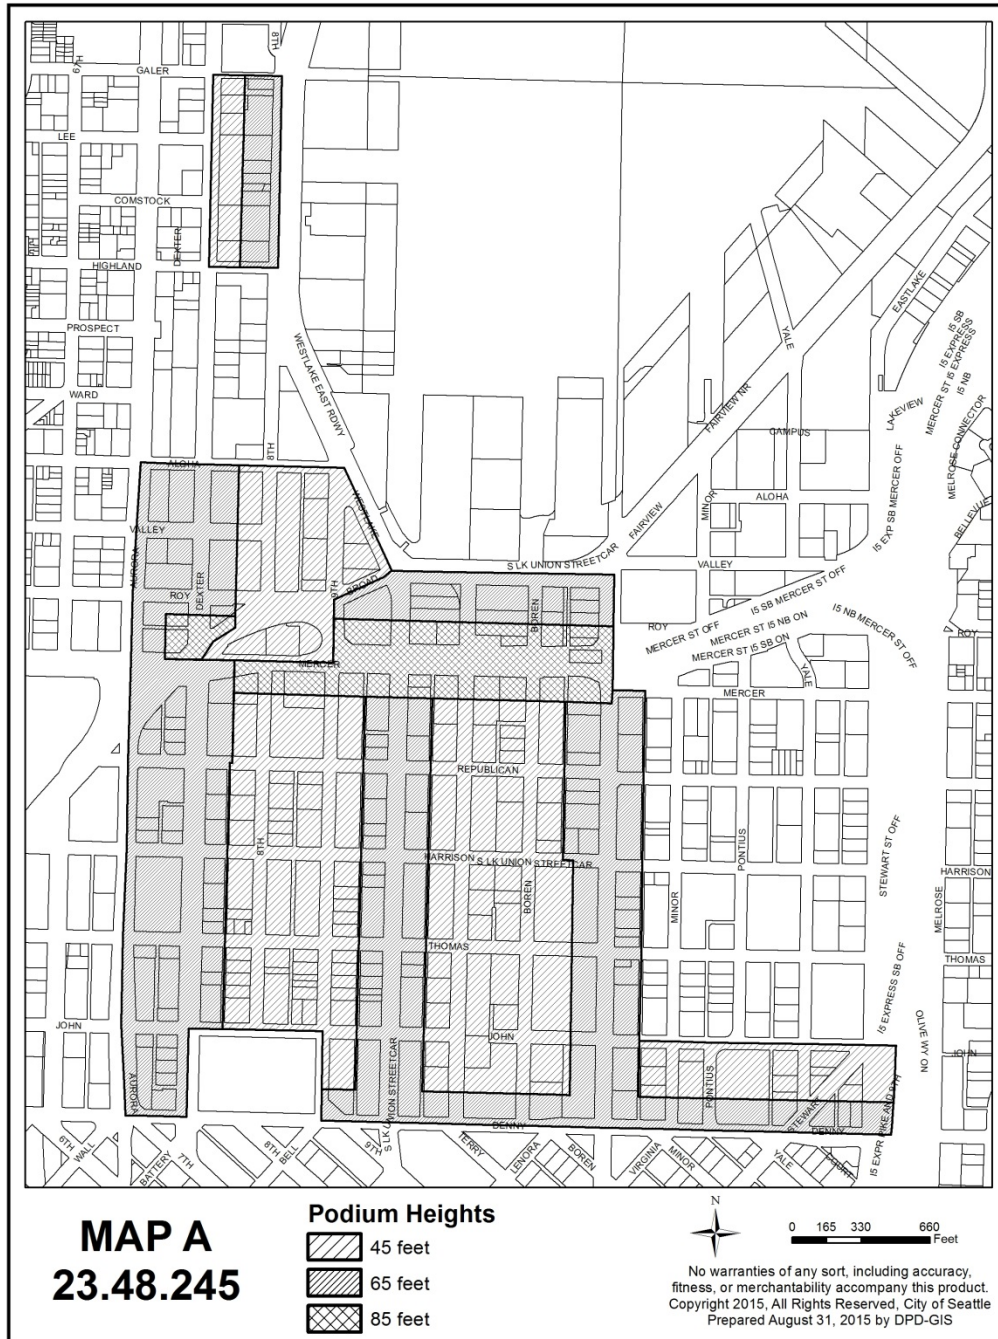 8TH
6TH
GALER
LEE
COMSTOCK
DEXTER
HIGHLAND
PROSPECT
WARD
EASTLAKE
YALE
I5 SB
I5 EXPRESS
MERCER ST I5 EXPRESS
I5 NB
LAKEVIEW
MELROSE CONNECTOR
WESTLAKE EAST RDWY
FAIRVIEW NR
CAMPUS
8TH
ALOHA
WESTLAKE
MINOR
ALOHA
I5 EXP SB MERCER OFF
BELLEVUE
VALLEY
AURORA
FAIRVIEW
S LK UNION STREETCAR
VALLEY
DEXTER
ROY
9TH
BROAD
BOREN
I5 SB MERCER ST OFF
ROY
MERCER ST OFF
MERCER ST I5 NB ON
MERCER ST I5 SB ON
I5 NB MERCER ST OFF
ROY
MERCER
YALE
MERCER
REPUBLICAN
8TH
HARRISON
S LK UNION STREETCAR
BOREN
PONTIUS
STEWART ST OFF
HARRISON
MINOR
MELROSE
THOMAS
THOMAS
I5 EXPRESS SB OFF
JOHN
JOHN
OLIVE WY ON
JOHN
AURORA
S LK UNION STREETCAR
PONTIUS
STEWART
DENNY
DENNY
I5 EXPR PIKE AND 8TH
6TH
WALL
BATTERY
7TH
8TH
BELL
9TH
TERRY
LENORA
BOREN
VIRGINIA
MINOR
YALE
COURT
MAP A
23.48.245
Podium Heights
45 feet
65 feet
85 feet
N
0 165 330 660
Feet
No warranties of any sort, including accuracy,
fitness, or merchantability accompany this product.
Copyright 2015, All Rights Reserved, City of Seattle
Prepared August 31, 2015 by DPD-GIS